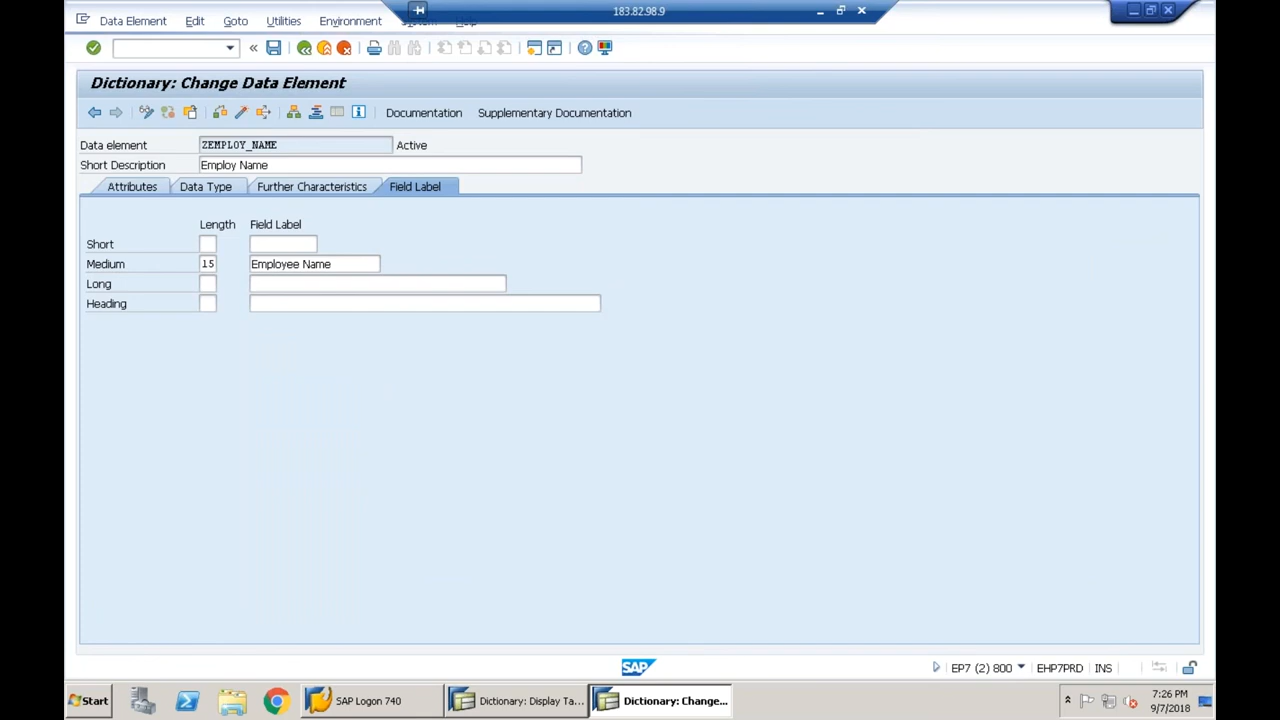 183.82.98.9
Data Element Edit Goto Utilities Environment System Help
Dictionary: Change Data Element
Documentation Supplementary Documentation
Data element ZEMPLOY_NAME Active
Short Description Employ Name
Attributes Data Type Further Characteristics Field Label
Length Field Label
Short
Medium 15 Employee Name
Long
Heading
SAP EP7 (2) 800 EHP7PRD INS
Start SAP Logon 740 Dictionary: Display Ta... Dictionary: Change... 7:26 PM
9/7/2018